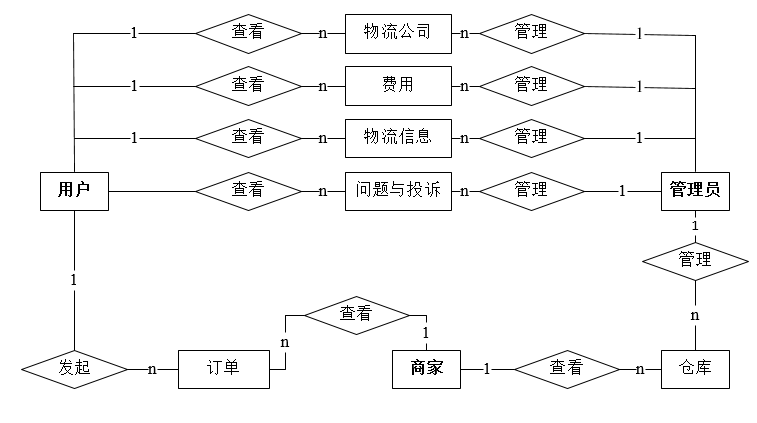 1 查看 n 物流公司 n 管理 1
1 查看 n 费用 n 管理 1
1 查看 n 物流信息 n 管理 1
用户 查看 n 问题与投诉 n 管理 1 管理员
1
管理
1 n
查看
n 1
发起 n 订单 商家 1 查看 n 仓库